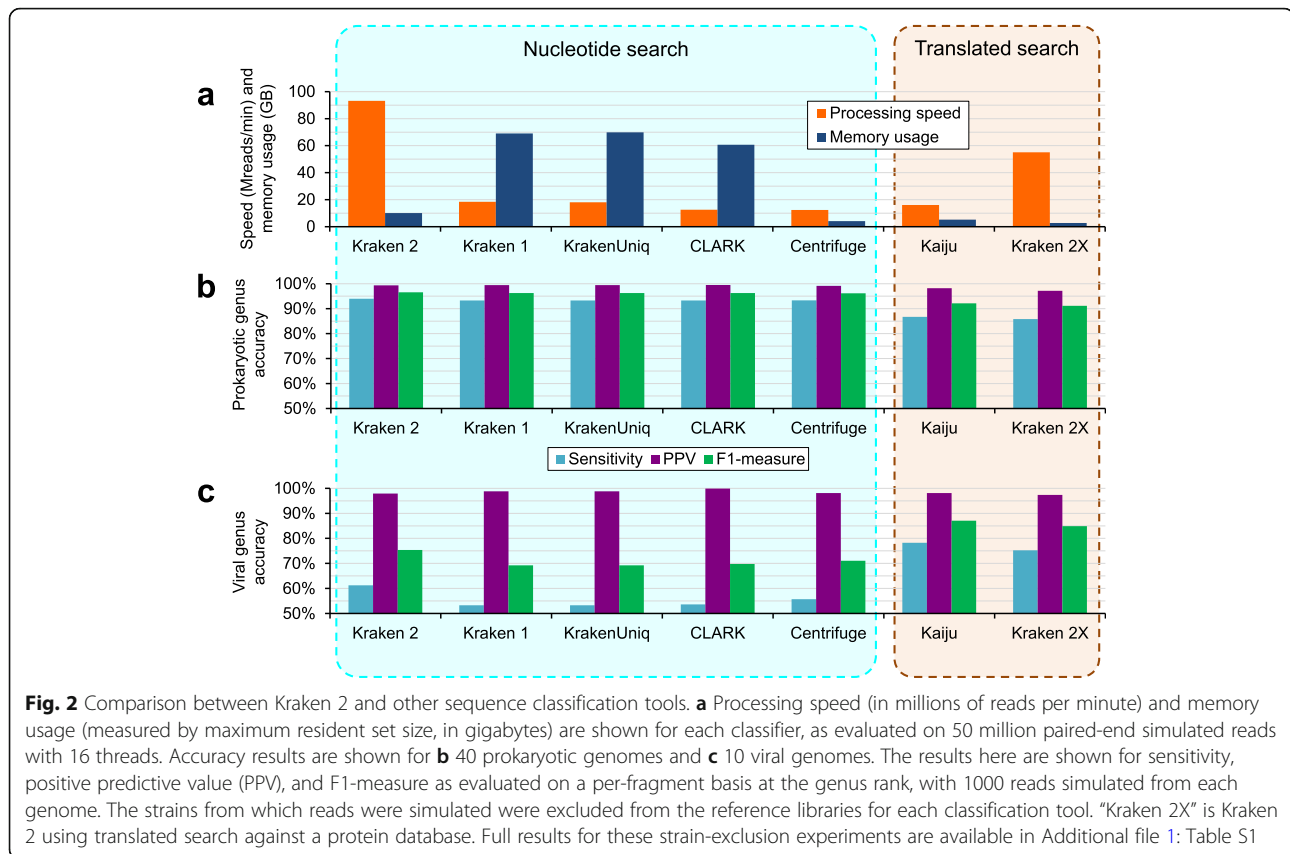 Nucleotide search
Translated search
a
Speed (Mreads/min) and
memory usage (GB)
100
80
60
40
20
0
Processing speed
Memory usage
Kraken 2
Kraken 1
KrakenUniq
CLARK
Centrifuge
Kaiju
Kraken 2X
b
Prokaryotic genus
accuracy
100%
90%
80%
70%
60%
50%
Kraken 2
Kraken 1
KrakenUniq
CLARK
Centrifuge
Kaiju
Kraken 2X
Sensitivity
PPV
F1-measure
c
Viral genus
accuracy
100%
90%
80%
70%
60%
50%
Kraken 2
Kraken 1
KrakenUniq
CLARK
Centrifuge
Kaiju
Kraken 2X
Fig. 2 Comparison between Kraken 2 and other sequence classification tools. a Processing speed (in millions of reads per minute) and memory
usage (measured by maximum resident set size, in gigabytes) are shown for each classifier, as evaluated on 50 million paired-end simulated reads
with 16 threads. Accuracy results are shown for b 40 prokaryotic genomes and c 10 viral genomes. The results here are shown for sensitivity,
positive predictive value (PPV), and F1-measure as evaluated on a per-fragment basis at the genus rank, with 1000 reads simulated from each
genome. The strains from which reads were simulated were excluded from the reference libraries for each classification tool. “Kraken 2X” is Kraken
2 using translated search against a protein database. Full results for these strain-exclusion experiments are available in Additional file 1: Table S1